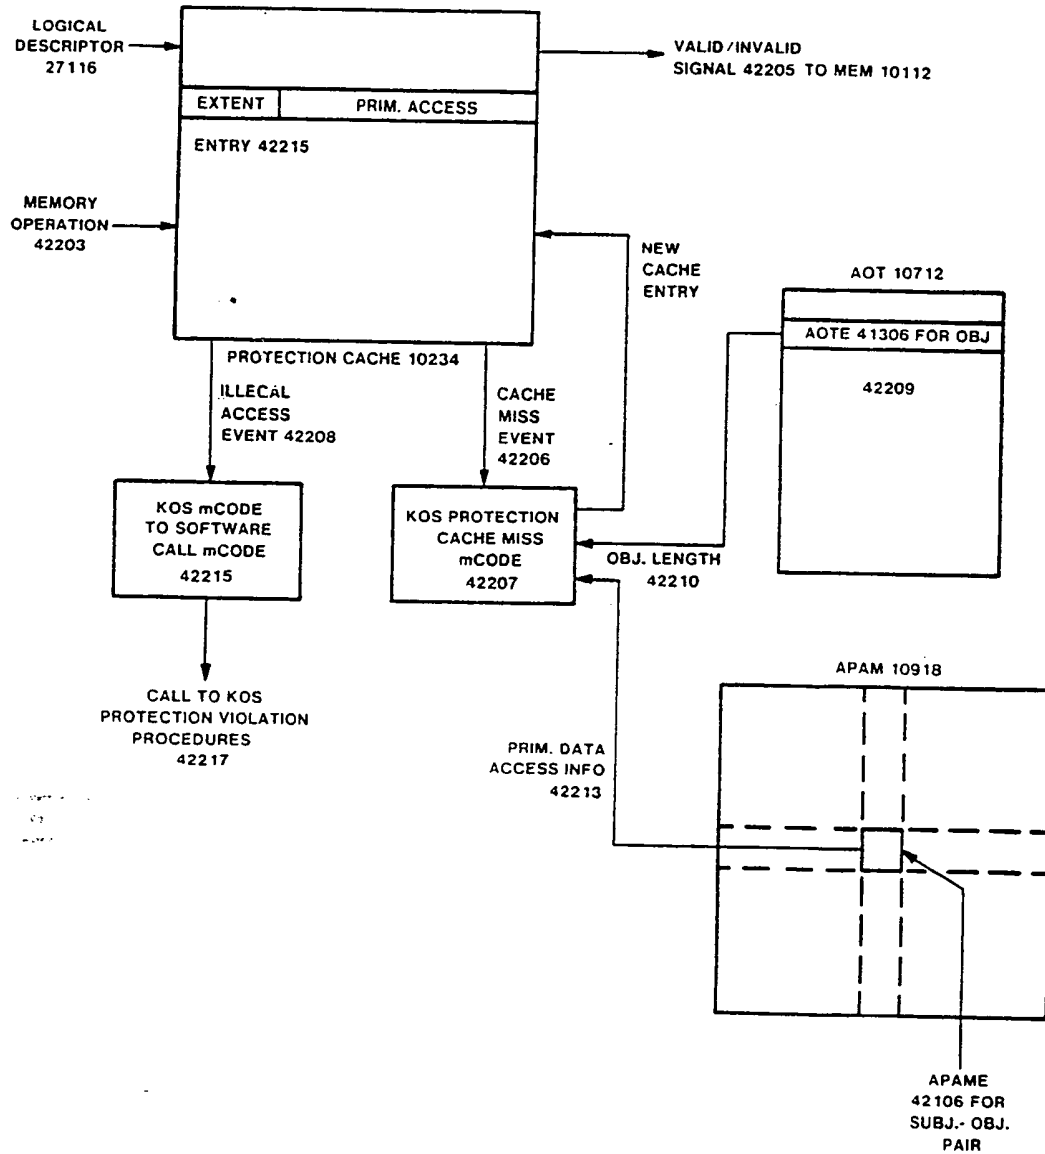 LOGICAL
DESCRIPTOR
27116
VALID/INVALID
SIGNAL 42205 TO MEM 10112
EXTENT
PRIM. ACCESS
ENTRY 42215
MEMORY
OPERATION
42203
NEW
CACHE
ENTRY
AOT 10712
AOTE 41306 FOR OBJ
42209
PROTECTION CACHE 10234
ILLECAL
ACCESS
EVENT 42208
CACHE
MISS
EVENT
42206
KOS mCODE
TO SOFTWARE
CALL mCODE
42215
KOS PROTECTION
CACHE MISS
mCODE
42207
OBJ. LENGTH
42210
CALL TO KOS
PROTECTION VIOLATION
PROCEDURES
42217
APAM 10918
PRIM. DATA
ACCESS INFO
42213
APAME
42106 FOR
SUBJ.- OBJ.
PAIR